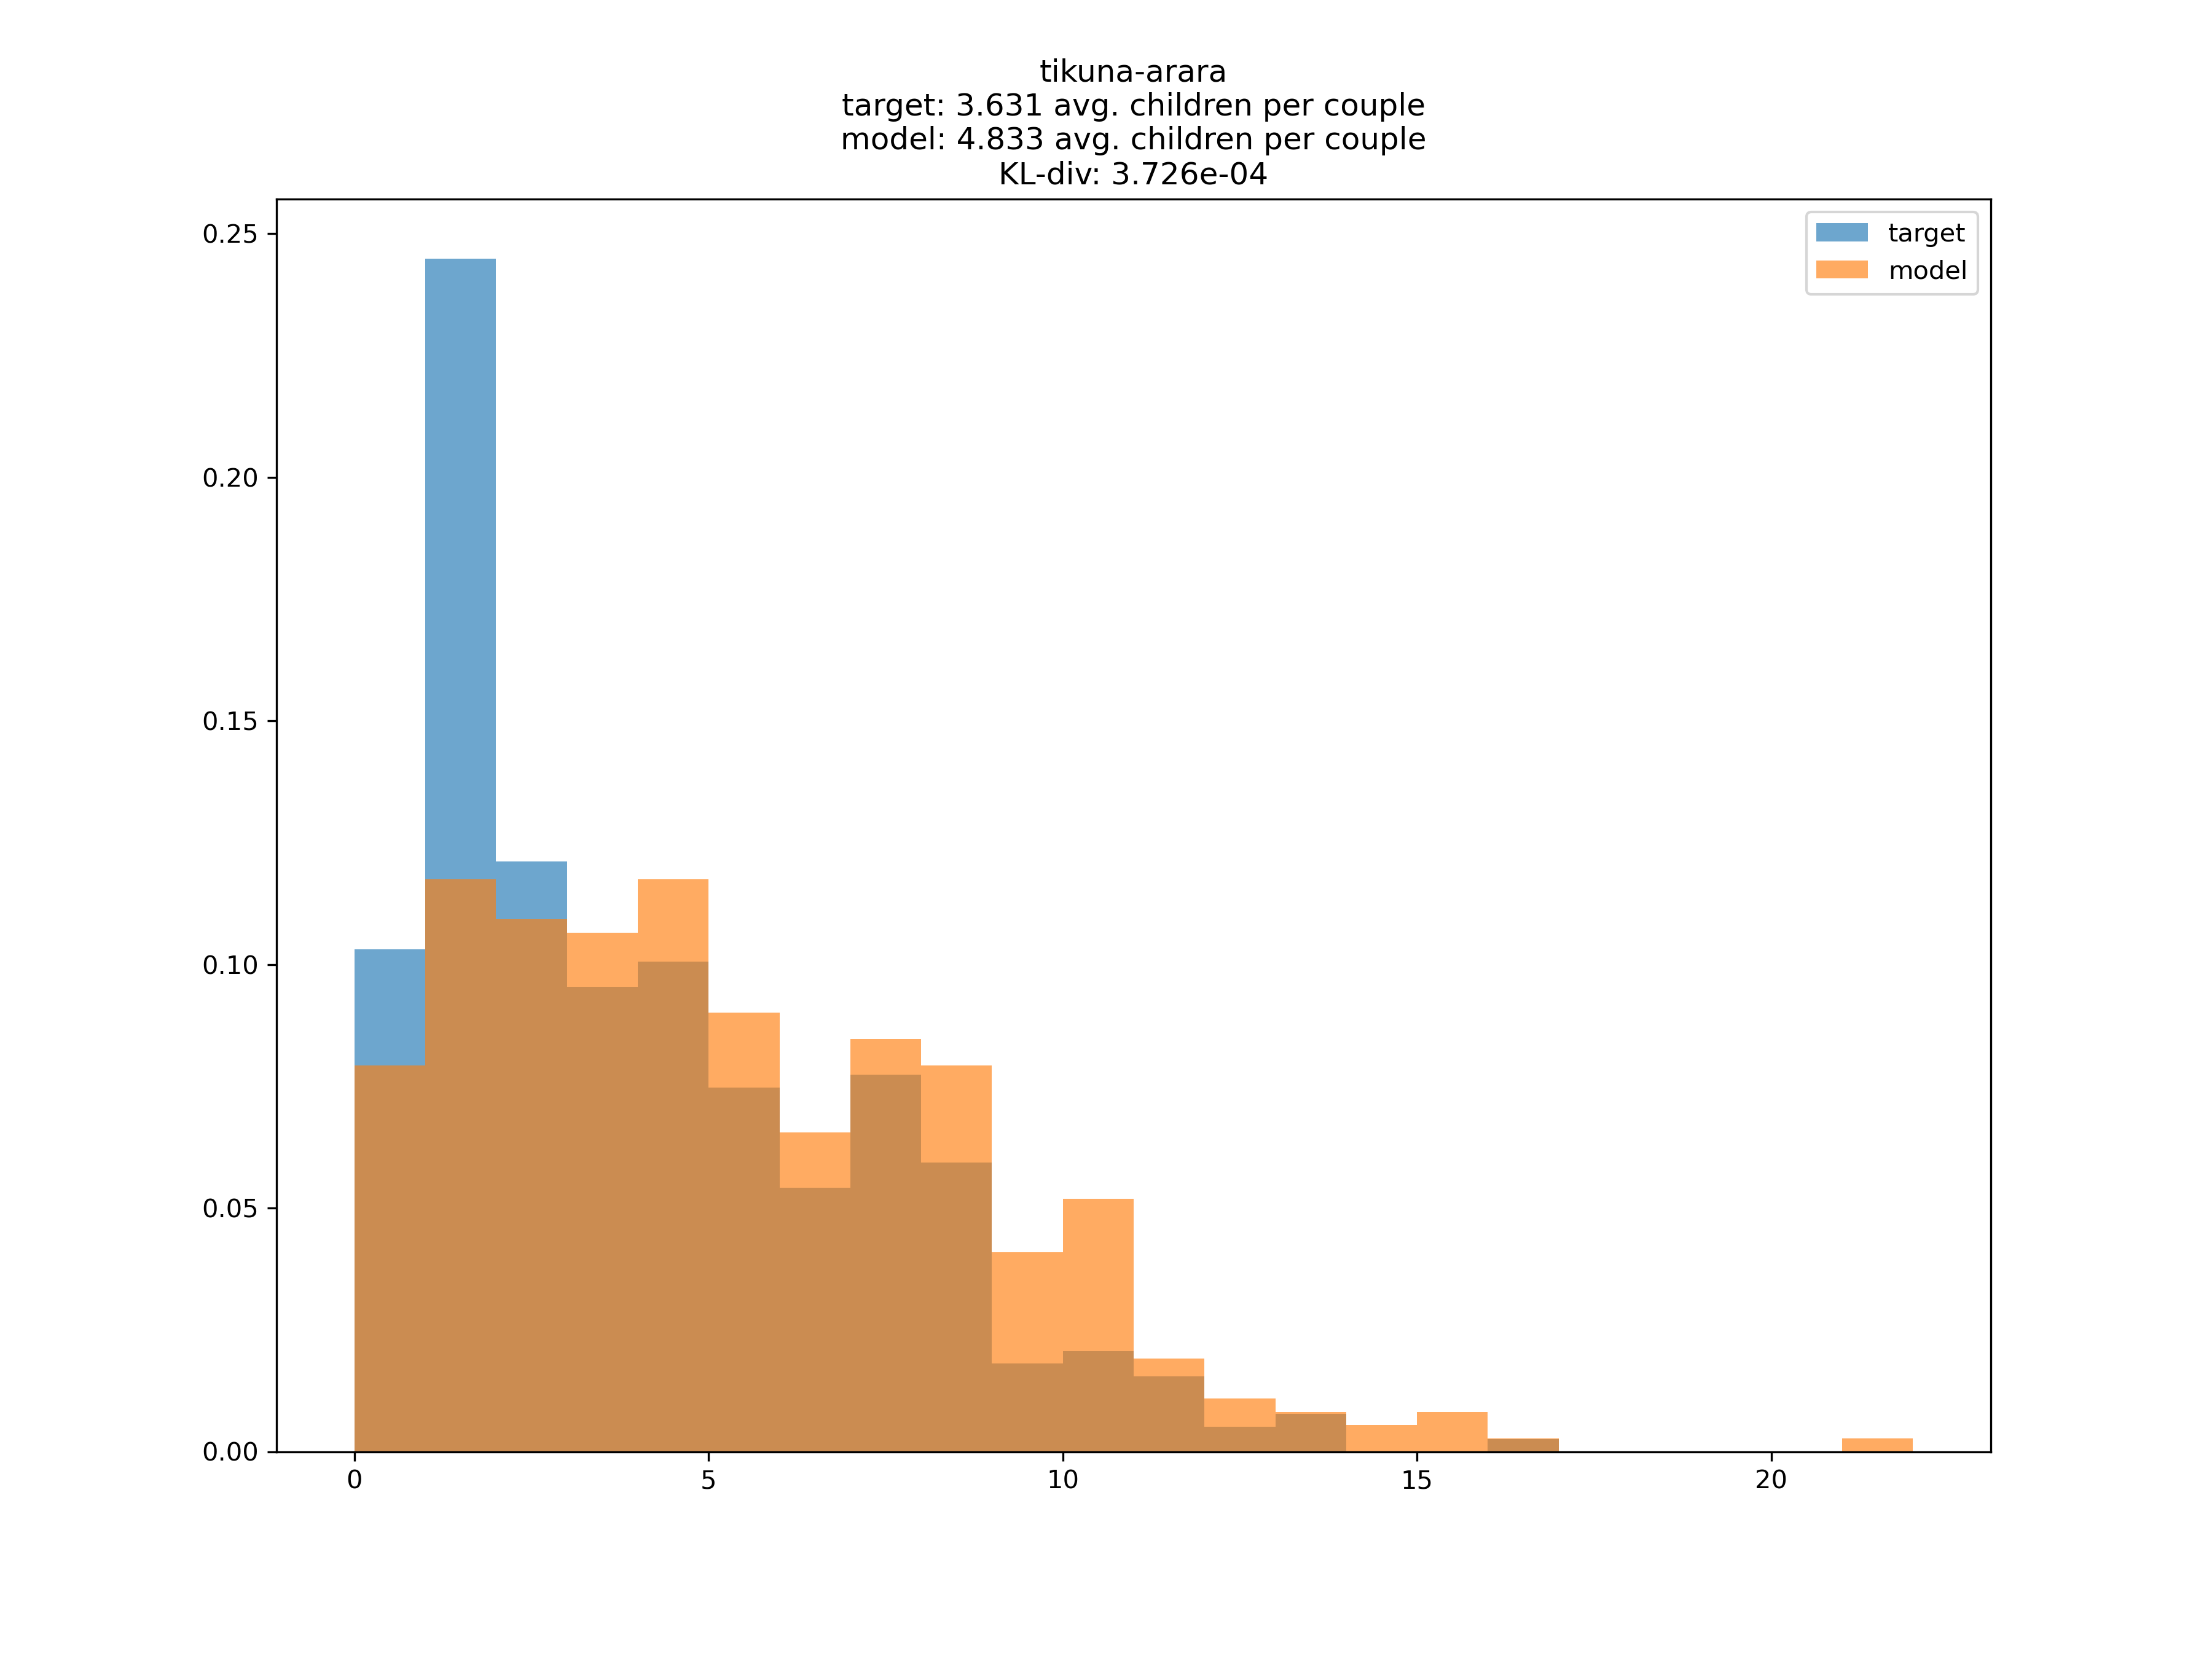 tikuna-arara
target: 3.631 avg. children per couple
model: 4.833 avg. children per couple
KL-div: 3.726e-04
target
model
0.25
0.20
0.15
0.10
0.05
0.00
0 5 10 15 20